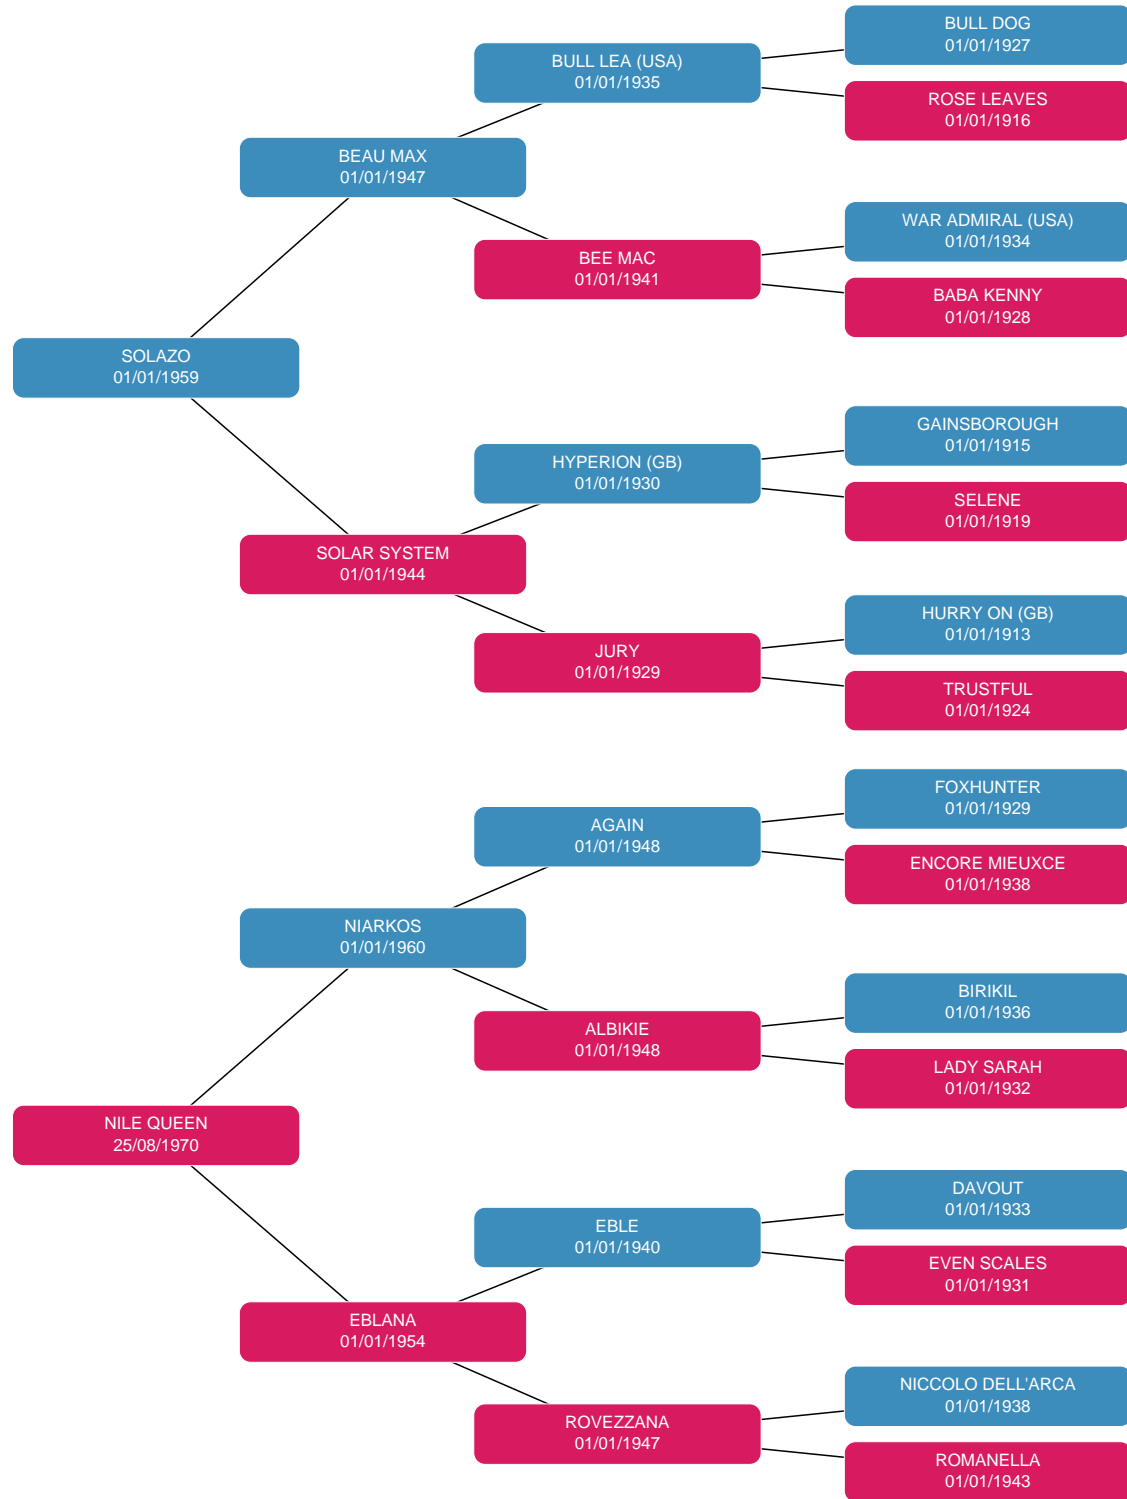 BULL DOG
01/01/1927
BULL LEA (USA)
01/01/1935
ROSE LEAVES
01/01/1916
BEAU MAX
01/01/1947
WAR ADMIRAL (USA)
01/01/1934
BEE MAC
01/01/1941
BABA KENNY
01/01/1928
SOLAZO
01/01/1959
GAINSBOROUGH
01/01/1915
HYPERION (GB)
01/01/1930
SELENE
01/01/1919
SOLAR SYSTEM
01/01/1944
HURRY ON (GB)
01/01/1913
JURY
01/01/1929
TRUSTFUL
01/01/1924
FOXHUNTER
01/01/1929
AGAIN
01/01/1948
ENCORE MIEUXCE
01/01/1938
NIARKOS
01/01/1960
BIRIKIL
01/01/1936
ALBIKIE
01/01/1948
LADY SARAH
01/01/1932
NILE QUEEN
25/08/1970
DAVOUT
01/01/1933
EBLE
01/01/1940
EVEN SCALES
01/01/1931
EBLANA
01/01/1954
NICCOLO DELL'ARCA
01/01/1938
ROVEZZANA
01/01/1947
ROMANELLA
01/01/1943